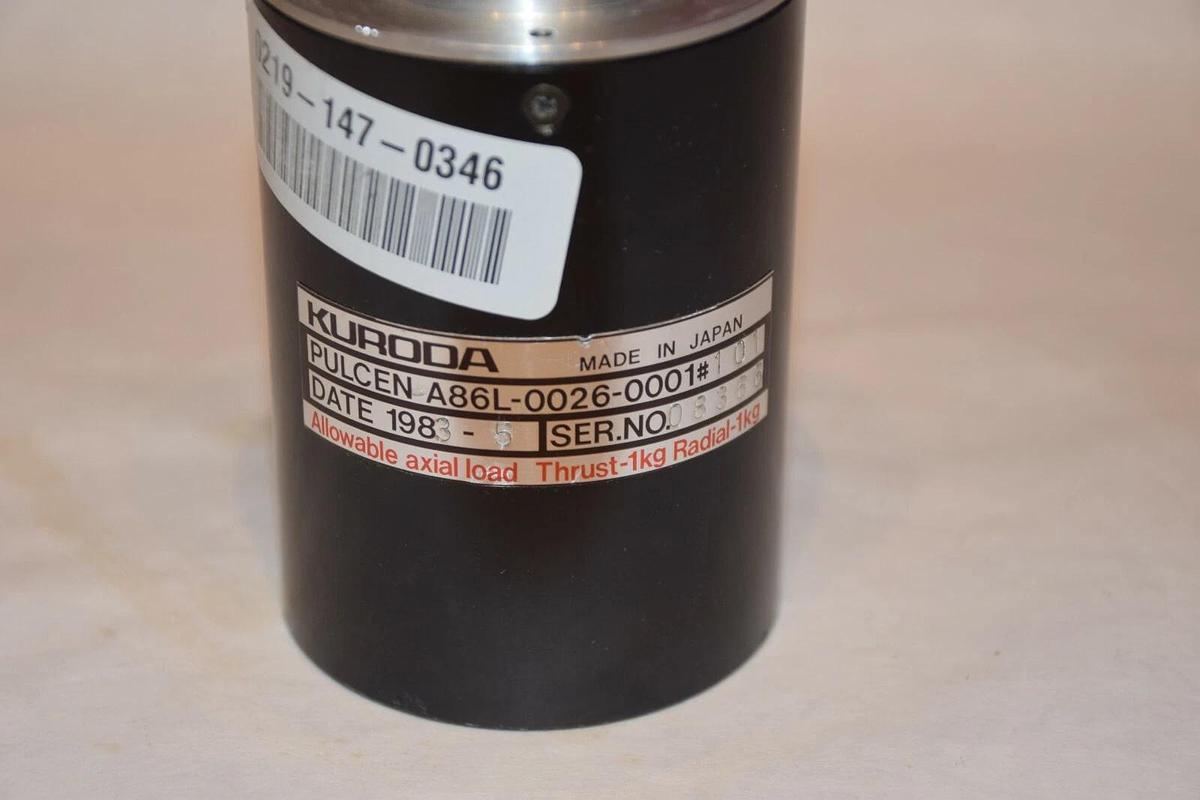 0219-147-0346
KURODA MADE IN JAPAN
PULCEN A86L-0026-0001#101
DATE 1983-5 SER.NO.
Allowable axial load Thrust-1kg Radial-1kg